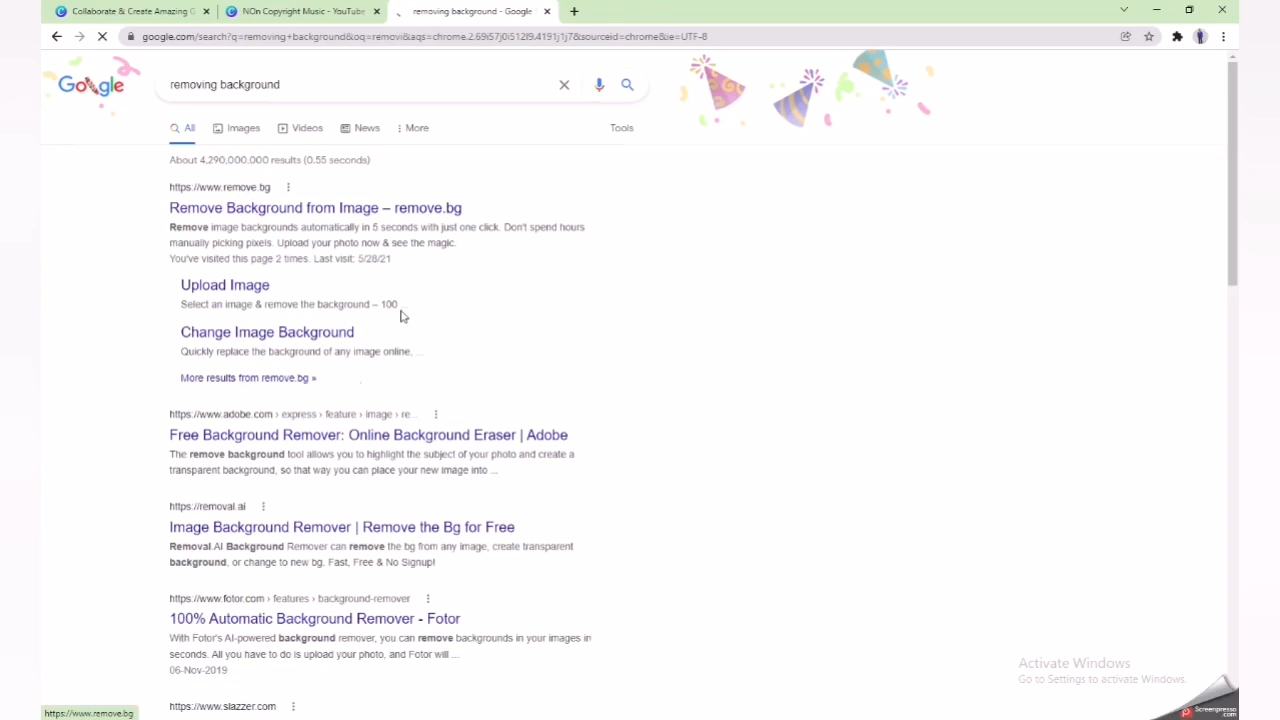 Collaborate & Create Amazing G
NOn Copyright Music - YouTube
removing background - Google
google.com/search?q=removing+background&oq=removi&aqs=chrome.2.69i57j0i512l9.4191j1j7&sourceid=chrome&ie=UTF-8
Google
removing background
All
Images
Videos
News
More
Tools
About 4,290,000,000 results (0.55 seconds)
https://www.remove.bg
Remove Background from Image – remove.bg
Remove image backgrounds automatically in 5 seconds with just one click. Don't spend hours
manually picking pixels. Upload your photo now & see the magic.
You've visited this page 2 times. Last visit: 5/28/21
Upload Image
Select an image & remove the background – 100 ...
Change Image Background
Quickly replace the background of any image online, ...
More results from remove.bg »
https://www.adobe.com › express › feature › image › re...
Free Background Remover: Online Background Eraser | Adobe
The remove background tool allows you to highlight the subject of your photo and create a
transparent background, so that way you can place your new image into ...
https://removal.ai
Image Background Remover | Remove the Bg for Free
Removal.AI Background Remover can remove the bg from any image, create transparent
background, or change to new bg. Fast, Free & No Signup!
https://www.fotor.com › features › background-remover
100% Automatic Background Remover - Fotor
With Fotor's AI-powered background remover, you can remove backgrounds in your images in
seconds. All you have to do is upload your photo, and Fotor will ...
06-Nov-2019
https://www.slazzer.com
https://www.remove.bg
Activate Windows
Go to Settings to activate Windows.
Screenpresso
.com